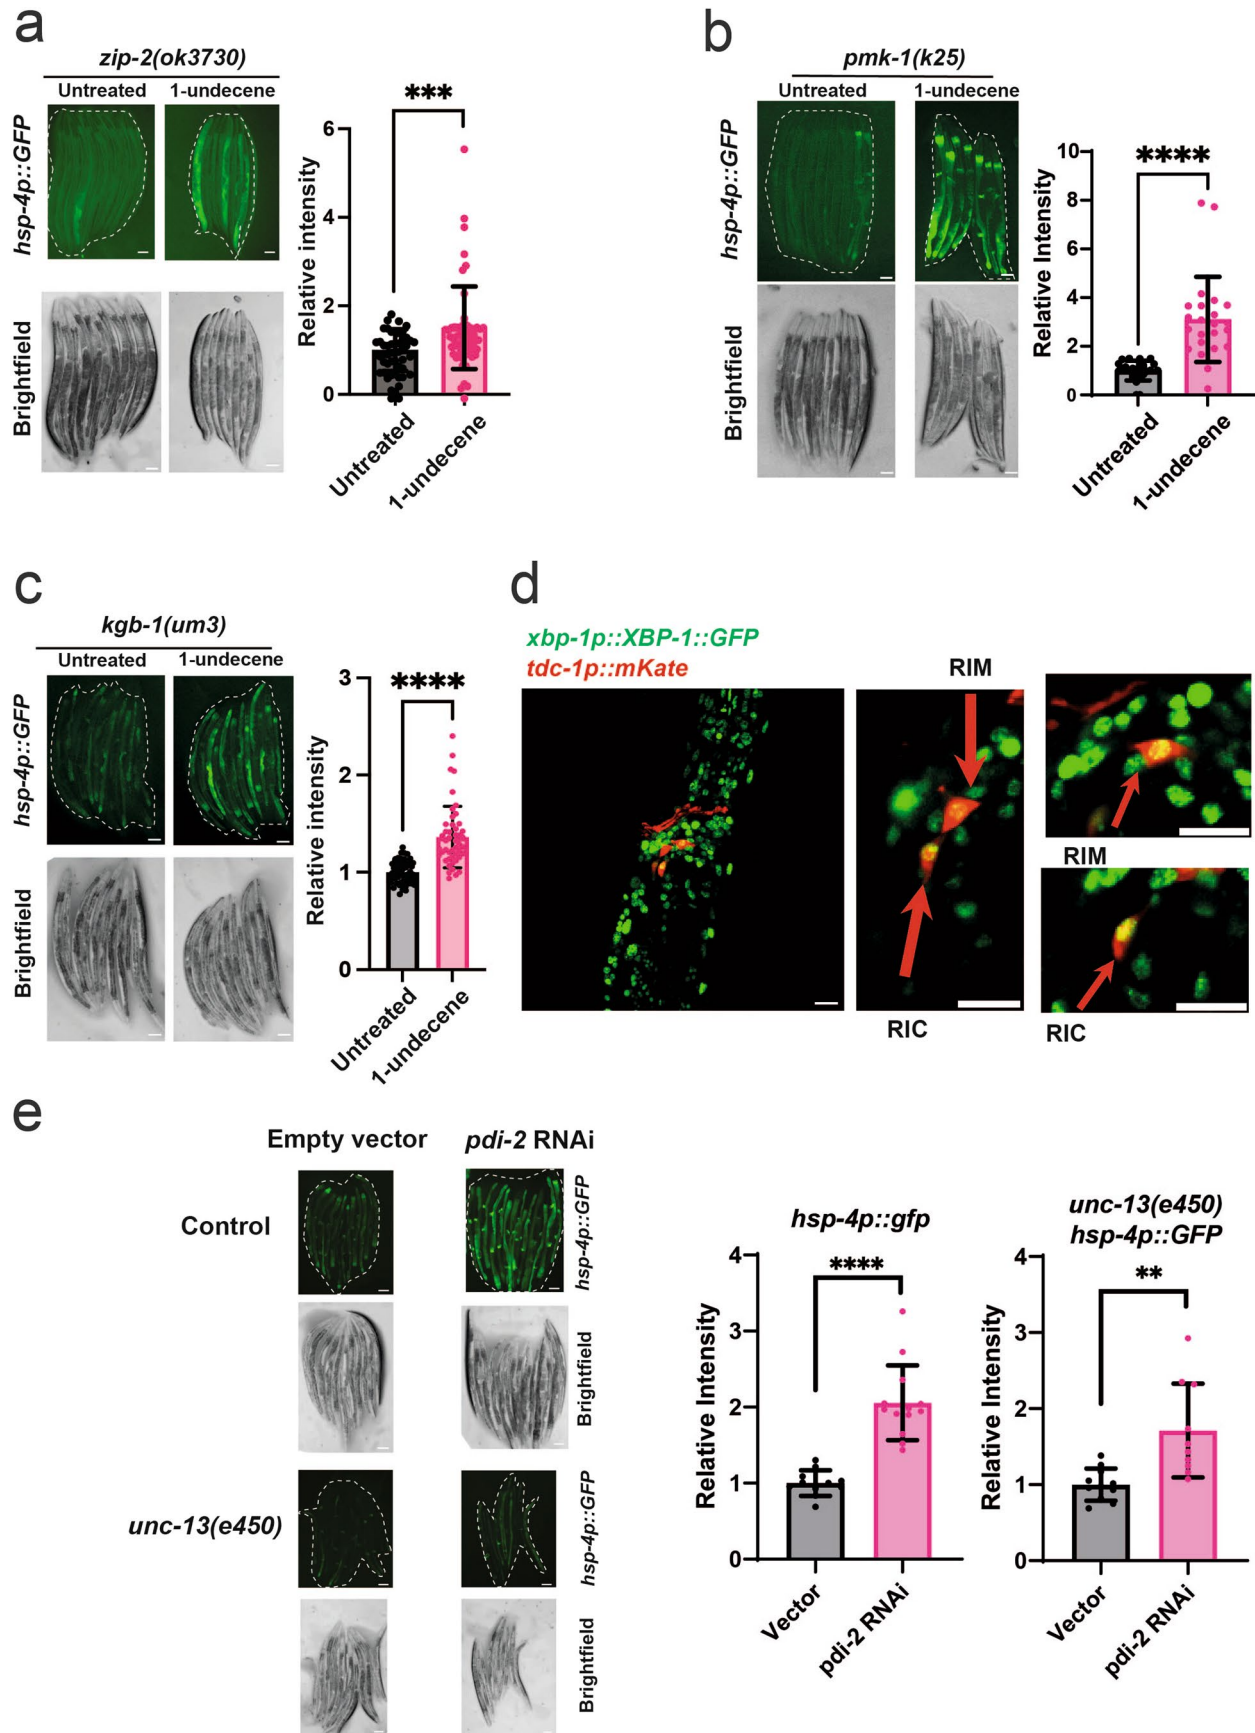 a
zip-2(ok3730)
Untreated
1-undecene
hsp-4p::GFP
Brightfield
Relative intensity
6
4
2
0
***
Untreated
1-undecene
b
pmk-1(k25)
Untreated
1-undecene
hsp-4p::GFP
Brightfield
Relative Intensity
10
8
6
4
2
0
****
Untreated
1-undecene
c
kgb-1(um3)
Untreated
1-undecene
hsp-4p::GFP
Brightfield
Relative intensity
3
2
1
0
****
Untreated
1-undecene
d
xbp-1p::XBP-1::GFP
tdc-1p::mKate
RIM
RIC
RIM
RIC
e
Empty vector
pdi-2 RNAi
Control
hsp-4p::GFP
Brightfield
unc-13(e450)
hsp-4p::GFP
Brightfield
hsp-4p::gfp
Relative Intensity
4
3
2
1
0
****
Vector
pdi-2 RNAi
unc-13(e450)
hsp-4p::GFP
Relative Intensity
4
3
2
1
0
**
Vector
pdi-2 RNAi